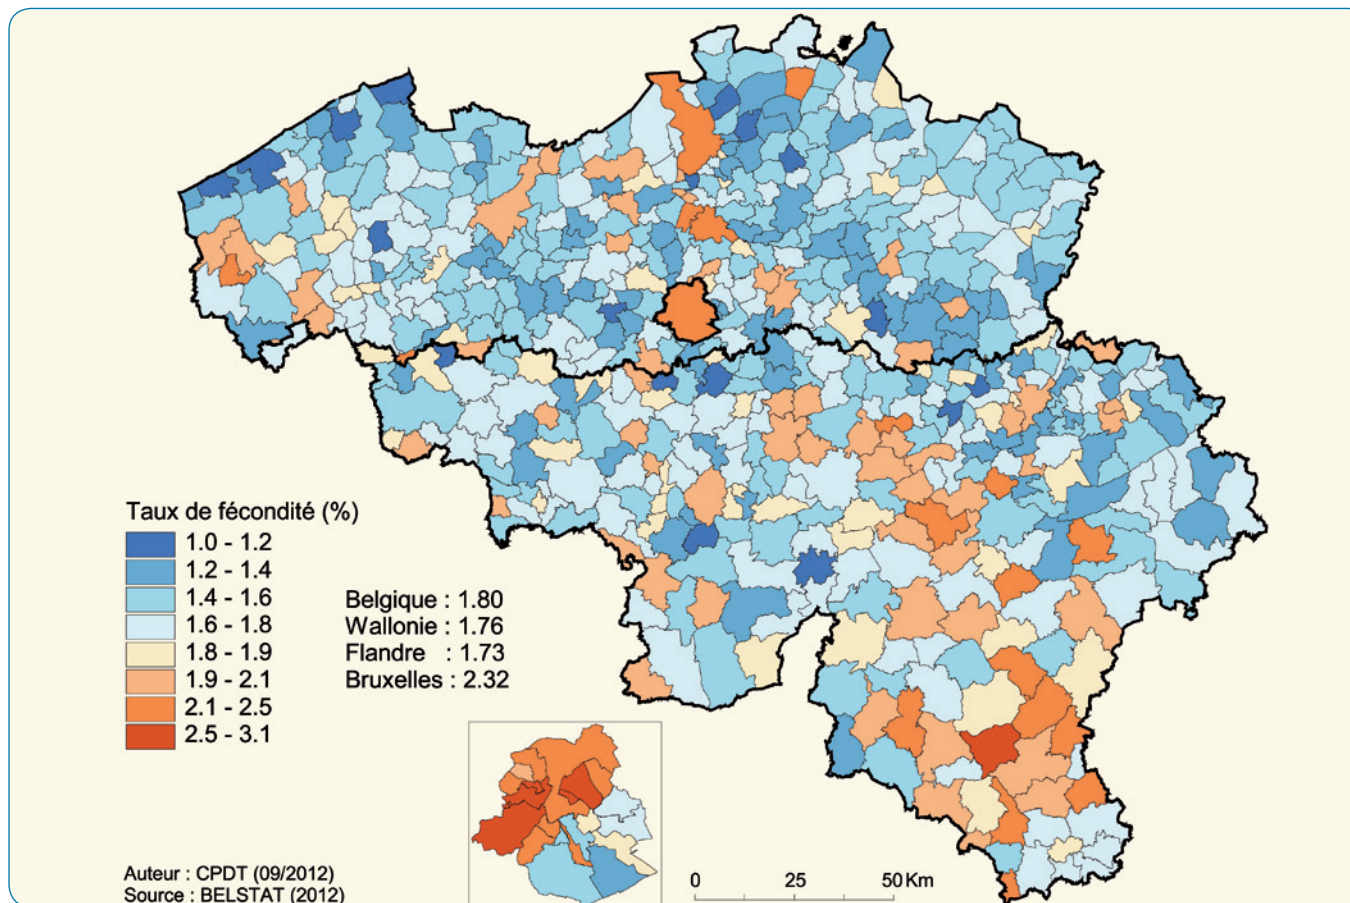 Taux de fécondité (%)
1.0 - 1.2
1.2 - 1.4
1.4 - 1.6
1.6 - 1.8
1.8 - 1.9
1.9 - 2.1
2.1 - 2.5
2.5 - 3.1
Belgique : 1.80
Wallonie : 1.76
Flandre : 1.73
Bruxelles : 2.32
Auteur : CPDT (09/2012)
Source : BELSTAT (2012)
0 25 50 Km